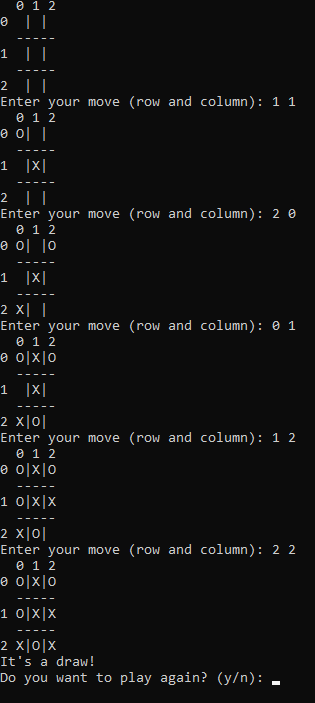 0 1 2
0  | |
  -----
1  | |
  -----
2  | |
Enter your move (row and column): 1 1
  0 1 2
0 O| |
  -----
1  |X|
  -----
2  | |
Enter your move (row and column): 2 0
  0 1 2
0 O| |O
  -----
1  |X|
  -----
2 X| |
Enter your move (row and column): 0 1
  0 1 2
0 O|X|O
  -----
1  |X|
  -----
2 X|O|
Enter your move (row and column): 1 2
  0 1 2
0 O|X|O
  -----
1 O|X|X
  -----
2 X|O|
Enter your move (row and column): 2 2
  0 1 2
0 O|X|O
  -----
1 O|X|X
  -----
2 X|O|X
It's a draw!
Do you want to play again? (y/n):